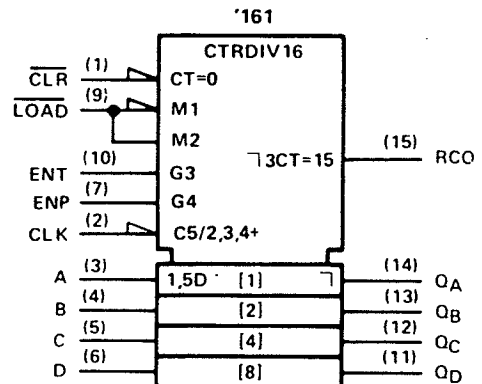 '161
CTRDIV16
CLR (1) CT=0
LOAD (9) M1
M2
ENT (10) G3 ⌝3CT=15 (15) RCO
ENP (7) G4
CLK (2) C5/2,3,4+
A (3) 1,5D [1] ⌝ (14) QA
B (4) [2] (13) QB
C (5) [4] (12) QC
D (6) [8] (11) QD